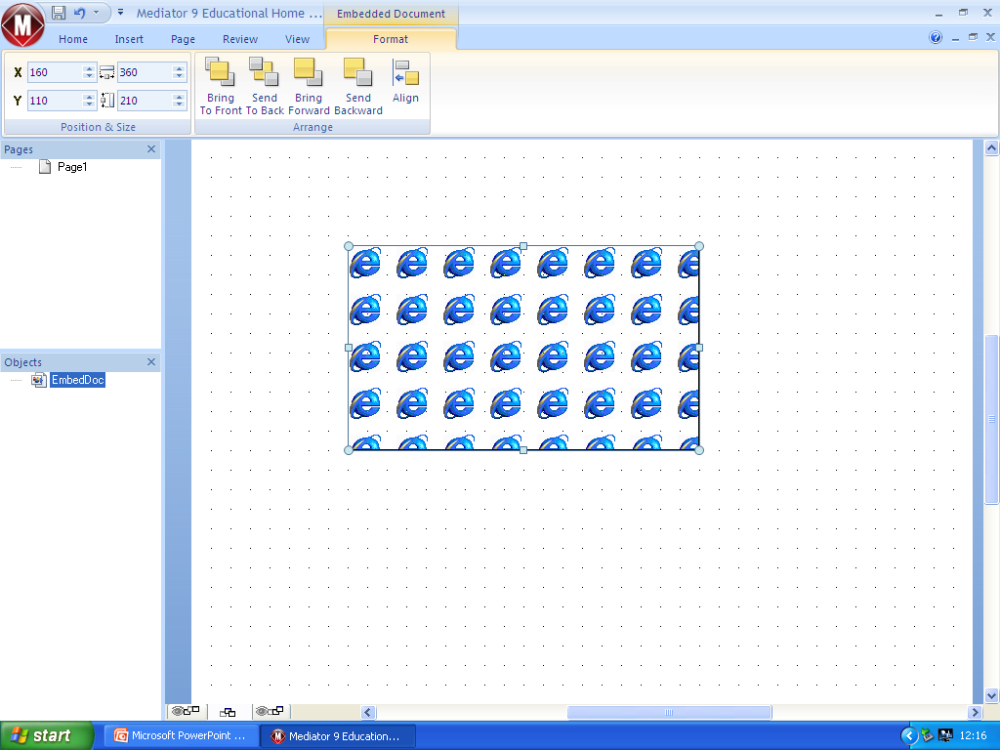 Mediator 9 Educational Home ...
Embedded Document
Home
Insert
Page
Review
View
Format
X 160
360
Y 110
210
Position & Size
Bring
To Front
Send
To Back
Bring
Forward
Send
Backward
Align
Arrange
Pages
Page1
Objects
EmbedDoc
start
Microsoft PowerPoint ...
Mediator 9 Education...
12:16